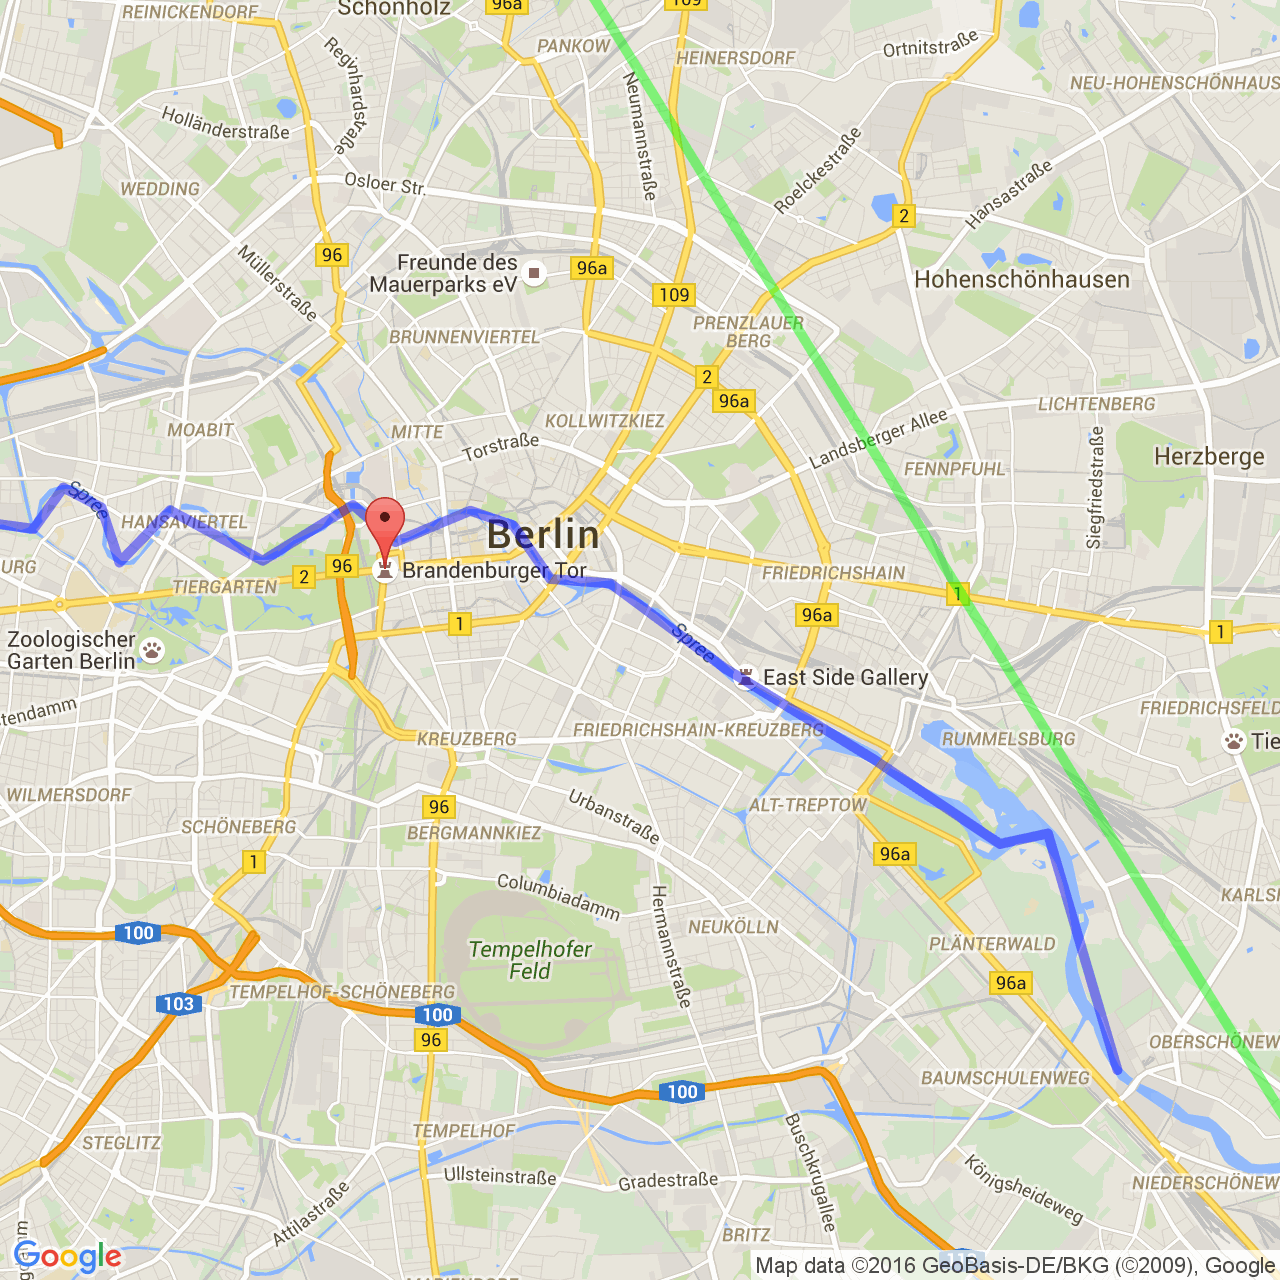 REINICKENDORF
Schönholz
96a
109
PANKOW
HEINERSDORF
Ortnitstraße
NEU-HOHENSCHÖNHAUS
Reginhardstraße
Neumannstraße
Holländerstraße
Roelckestraße
Hansastraße
WEDDING
Osloer Str.
2
96
Müllerstraße
Freunde des
Mauerparks eV
96a
109
Hohenschönhausen
BRUNNENVIERTEL
PRENZLAUER
BERG
2
96a
LICHTENBERG
MOABIT
MITTE
KOLLWITZKIEZ
Torstraße
Landsberger Allee
Herzberge
FENNPFUHL
Siegfriedstraße
Spree
HANSAVIERTEL
Berlin
BURG
96
2
Brandenburger Tor
TIERGARTEN
FRIEDRICHSHAIN
1
96a
1
1
Zoologischer
Garten Berlin
Spree
East Side Gallery
stendamm
FRIEDRICHSFELD
KREUZBERG
FRIEDRICHSHAIN-KREUZBERG
RUMMELSBURG
Tie
WILMERSDORF
96
Urbanstraße
ALT-TREPTOW
SCHÖNEBERG
BERGMANNKIEZ
1
96a
Columbiadamm
Hermannstraße
KARLSH
100
NEUKÖLLN
PLÄNTERWALD
Tempelhofer
Feld
TEMPELHOF-SCHÖNEBERG
96a
103
100
96
OBERSCHÖNEW
BAUMSCHULENWEG
100
STEGLITZ
TEMPELHOF
Buschkrugallee
Ullsteinstraße
Gradestraße
Königsheideweg
NIEDERSCHÖNEW
Attilastraße
BRITZ
Google
Map data ©2016 GeoBasis-DE/BKG (©2009), Google